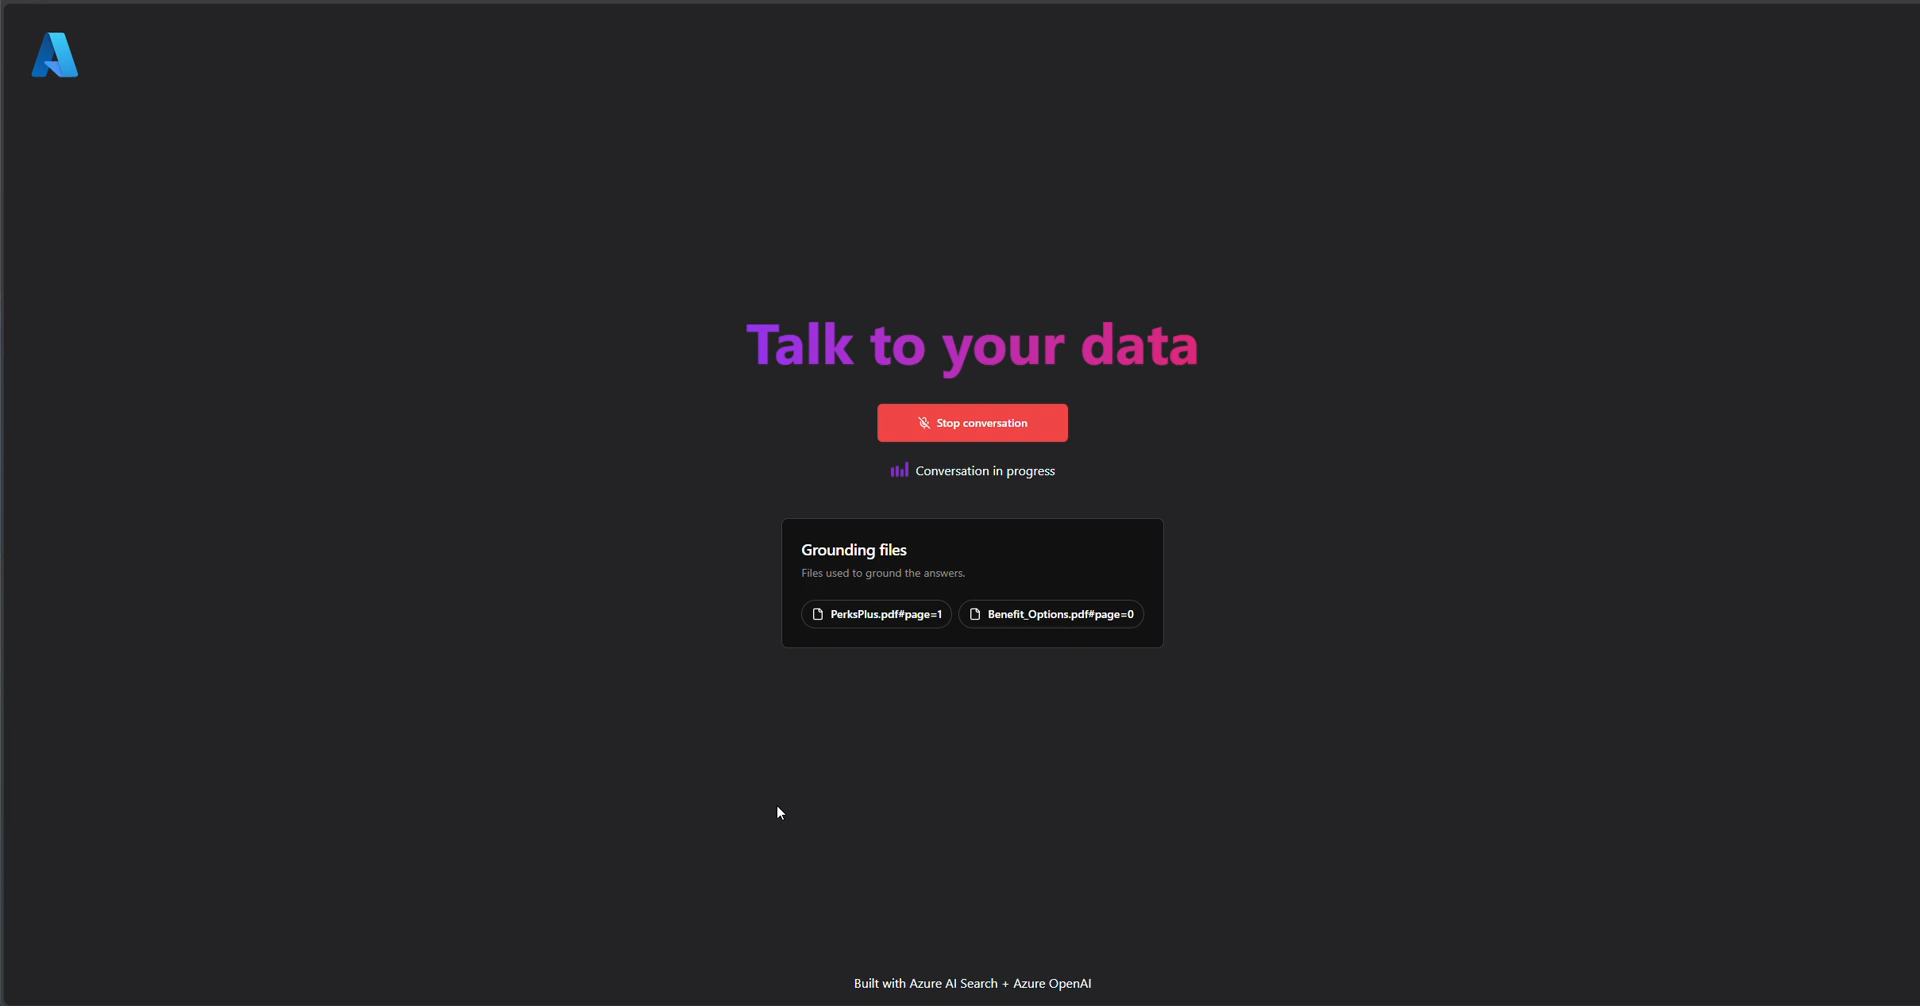 Talk to your data
Stop conversation
Conversation in progress
Grounding files
Files used to ground the answers.
PerksPlus.pdf#page=1 Benefit_Options.pdf#page=0
Built with Azure AI Search + Azure OpenAI